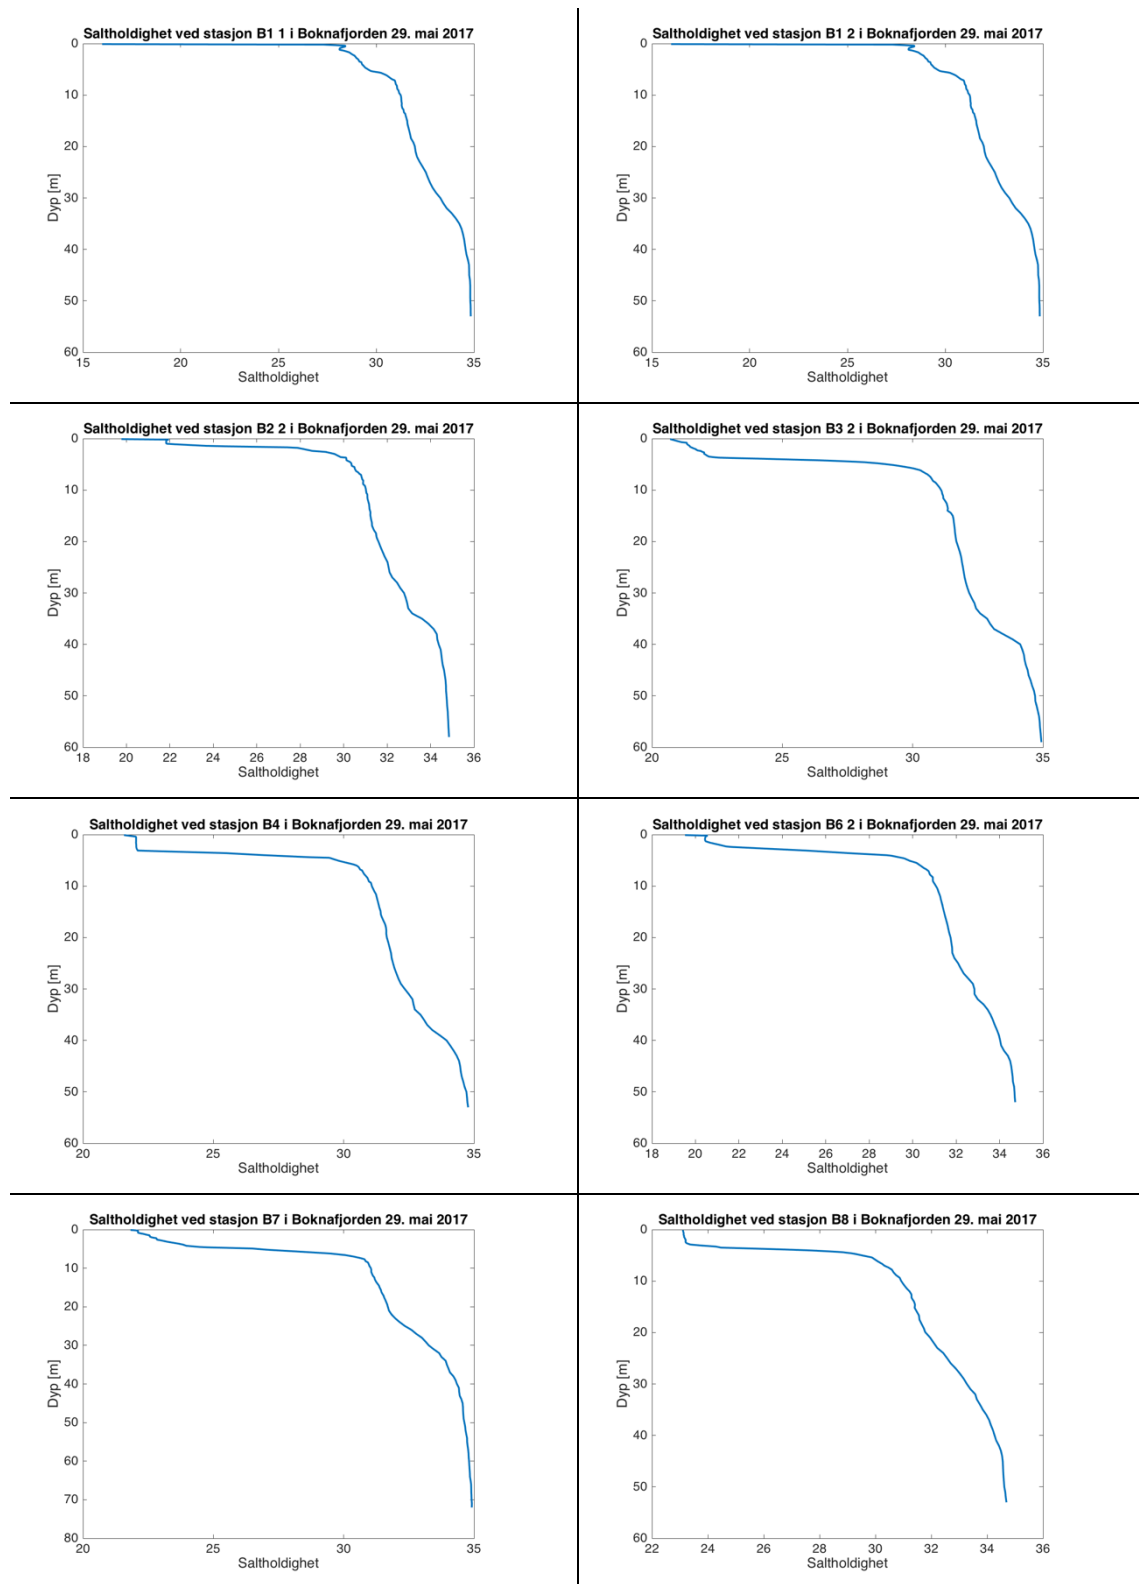 Saltholdighet ved stasjon B1 1 i Boknafjorden 29. mai 2017
0
10
20
30
40
50
60
Dyp [m]
15 20 25 30 35
Saltholdighet
Saltholdighet ved stasjon B1 2 i Boknafjorden 29. mai 2017
0
10
20
30
40
50
60
Dyp [m]
15 20 25 30 35
Saltholdighet
Saltholdighet ved stasjon B2 2 i Boknafjorden 29. mai 2017
0
10
20
30
40
50
60
Dyp [m]
18 20 22 24 26 28 30 32 34 36
Saltholdighet
Saltholdighet ved stasjon B3 2 i Boknafjorden 29. mai 2017
0
10
20
30
40
50
60
Dyp [m]
20 25 30 35
Saltholdighet
Saltholdighet ved stasjon B4 i Boknafjorden 29. mai 2017
0
10
20
30
40
50
60
Dyp [m]
20 25 30 35
Saltholdighet
Saltholdighet ved stasjon B6 2 i Boknafjorden 29. mai 2017
0
10
20
30
40
50
60
Dyp [m]
18 20 22 24 26 28 30 32 34 36
Saltholdighet
Saltholdighet ved stasjon B7 i Boknafjorden 29. mai 2017
0
10
20
30
40
50
60
70
80
Dyp [m]
20 25 30 35
Saltholdighet
Saltholdighet ved stasjon B8 i Boknafjorden 29. mai 2017
0
10
20
30
40
50
60
Dyp [m]
22 24 26 28 30 32 34 36
Saltholdighet